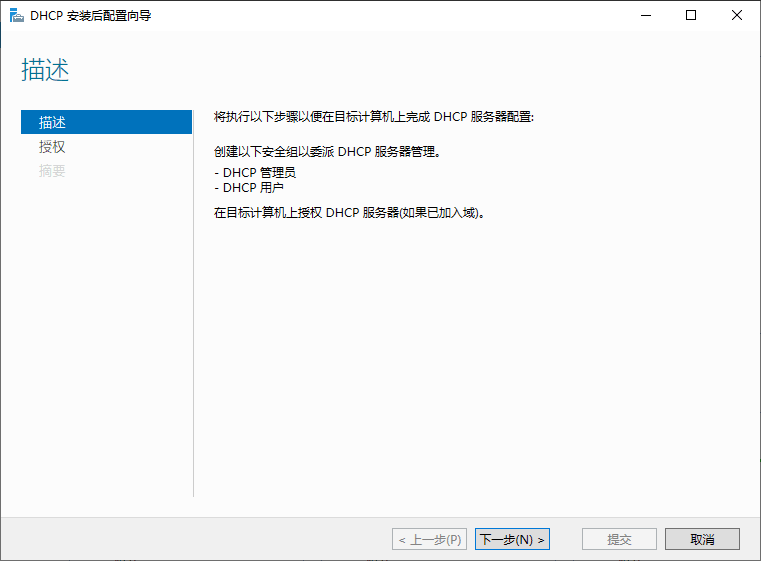 DHCP 安装后配置向导
描述
描述
授权
摘要
将执行以下步骤以便在目标计算机上完成 DHCP 服务器配置:
创建以下安全组以委派 DHCP 服务器管理。
- DHCP 管理员
- DHCP 用户
在目标计算机上授权 DHCP 服务器(如果已加入域)。
< 上一步(P)
下一步(N) >
提交
取消